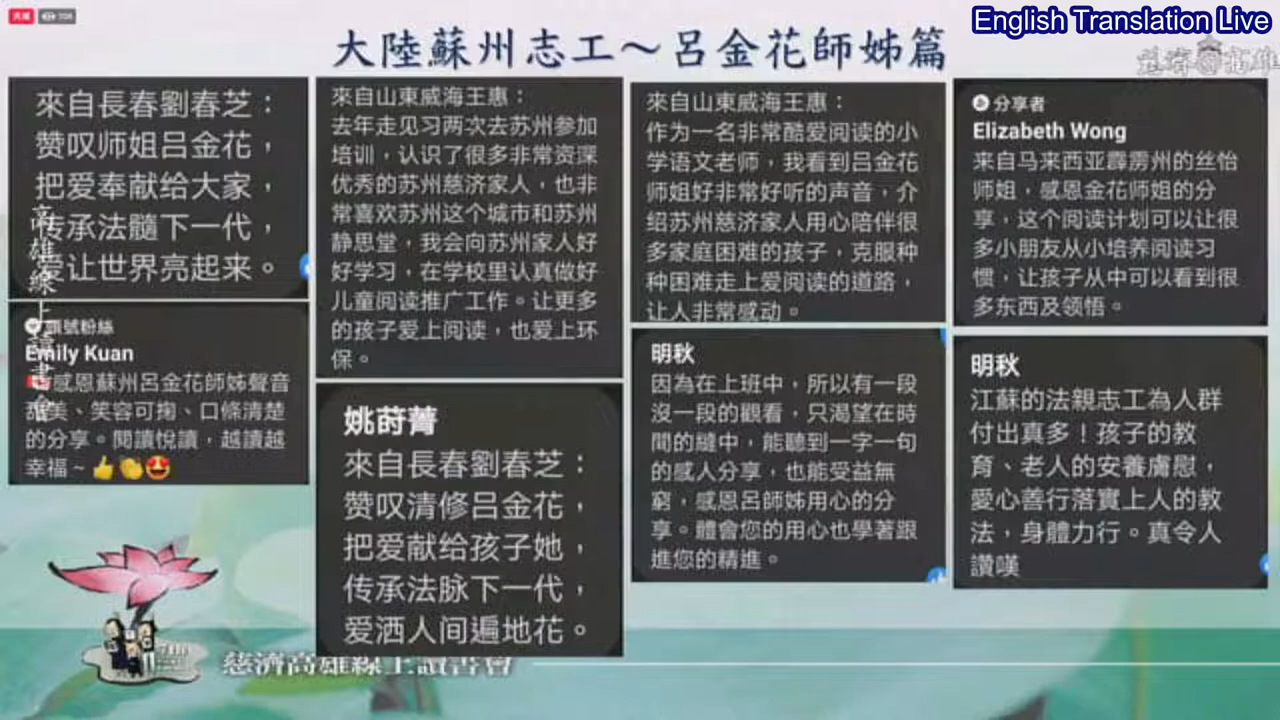 English Translation Live
大陸蘇州志工～呂金花師姊篇
慈濟 高雄
來自長春劉春芝：
赞叹师姐吕金花，
把爱奉献给大家，
传承法髓下一代，
爱让世界亮起来。
頭號粉絲
Emily Kuan
感恩蘇州呂金花師姊聲音
甜美、笑容可掬、口條清楚
的分享。閱讀悅讀，越讀越
幸福~👍👏🤩
來自山東威海王惠：
去年走见习两次去苏州参加
培训，认识了很多非常资深
优秀的苏州慈济家人，也非
常喜欢苏州这个城市和苏州
静思堂，我会向苏州家人好
好学习，在学校里认真做好
儿童阅读推广工作。让更多
的孩子爱上阅读，也爱上环
保。
姚莳菁
來自長春劉春芝：
赞叹清修吕金花，
把爱献给孩子她，
传承法脉下一代，
爱洒人间遍地花。
來自山東威海王惠：
作为一名非常酷爱阅读的小
学语文老师，我看到吕金花
师姐好非常好听的声音，介
绍苏州慈济家人用心陪伴很
多家庭困难的孩子，克服种
种困难走上爱阅读的道路，
让人非常感动。
明秋
因為在上班中，所以有一段
沒一段的觀看，只渴望在時
間的縫中，能聽到一字一句
的感人分享，也能受益無
窮，感恩呂師姊用心的分
享。體會您的用心也學著跟
進您的精進。
分享者
Elizabeth Wong
来自马来西亚霹雳州的丝怡
师姐，感恩金花师姐的分
享，这个阅读计划可以让很
多小朋友从小培养阅读习
惯，让孩子从中可以看到很
多东西及领悟。
明秋
江蘇的法親志工為人群
付出真多！孩子的教
育、老人的安養膚慰，
愛心善行落實上人的教
法，身體力行。真令人
讚嘆
高雄線上讀書會
慈濟高雄線上讀書會